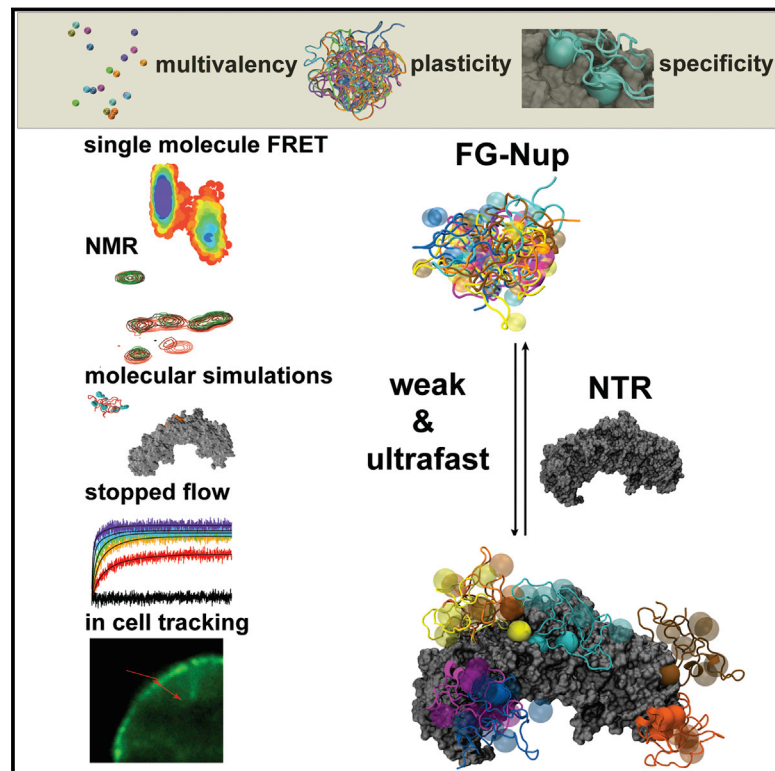 multivalency plasticity specificity
single molecule FRET
NMR
molecular simulations
stopped flow
in cell tracking
FG-Nup
weak
&
ultrafast
NTR